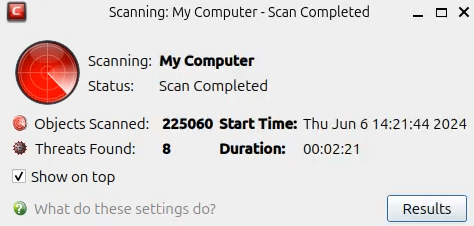 Scanning: My Computer - Scan Completed
Scanning: My Computer
Status: Scan Completed
Objects Scanned: 225060 Start Time: Thu Jun 6 14:21:44 2024
Threats Found: 8 Duration: 00:02:21
Show on top
What do these settings do?
Results